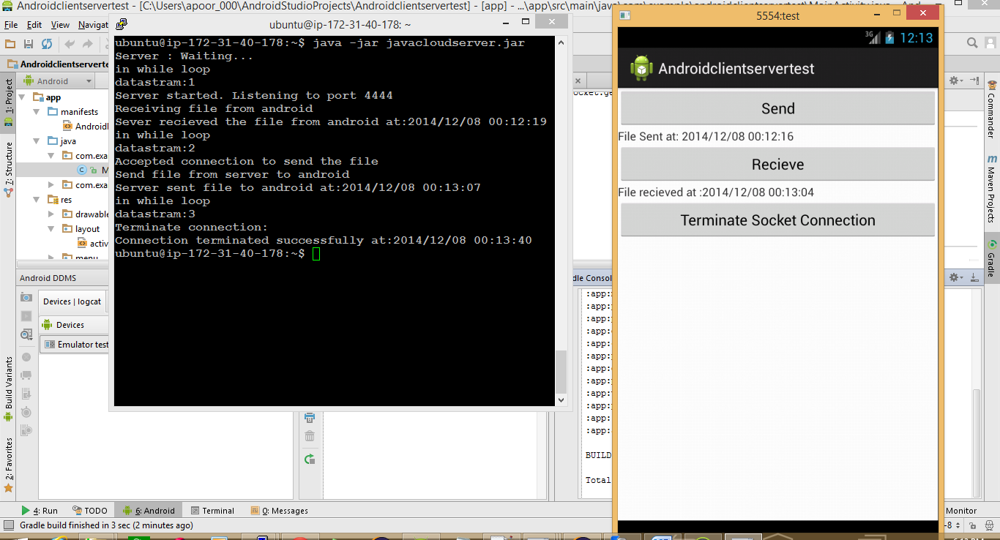 Androidclientservertest - [C:\Users\apoor_000\AndroidStudioProjects\Androidclientservertest] - [app] - ...\app\src\main\java\com\example\androidclientservertest\MainActivity.java - And
File Edit View Navigat
Androidclientserverte
Android
1: Project
7: Structure
app
manifests
Androidl
java
com.exa
M
com.exa
res
drawable
layout
activ
menu
Android DDMS
Devices | logcat
Devices
Emulator test
Build Variants
2: Favorites
ubuntu@ip-172-31-40-178: ~
ubuntu@ip-172-31-40-178:~$ java -jar javacloudserver.jar
Server : Waiting...
in while loop
datastram:1
Server started. Listening to port 4444
Receiving file from android
Sever recieved the file from android at:2014/12/08 00:12:19
in while loop
datastram:2
Accepted connection to send the file
Send file from server to android
Server sent file to android at:2014/12/08 00:13:07
in while loop
datastram:3
Terminate connection:
Connection terminated successfully at:2014/12/08 00:13:40
ubuntu@ip-172-31-40-178:~$
ocket.ge
dle Consol
:app:
:app:
:app:
:app:
:app:
:app:
:app:
:app:
:app:
:app:
:app:
:app:
BUILD
Total
5554:test
3G 12:13
Androidclientservertest
Send
File Sent at: 2014/12/08 00:12:16
Recieve
File recieved at :2014/12/08 00:13:04
Terminate Socket Connection
Commander
m Maven Projects
Gradle
4: Run TODO 6: Android Terminal 0: Messages
Monitor
Gradle build finished in 3 sec (2 minutes ago)
-8